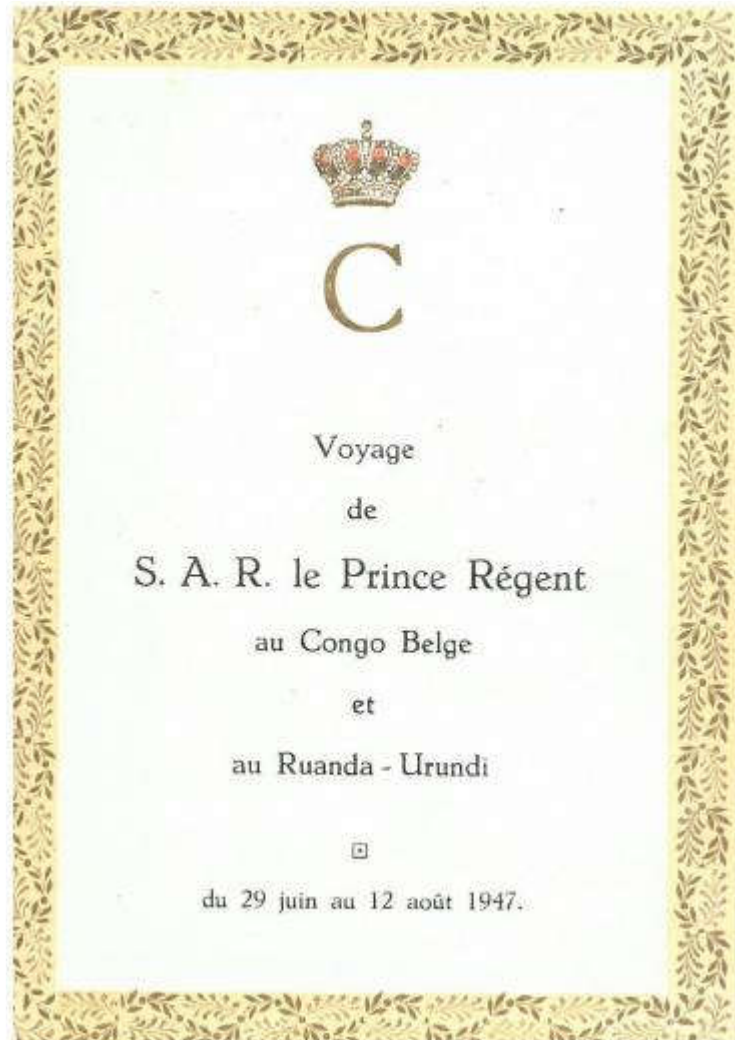 C
Voyage
de
S. A. R. le Prince Régent
au Congo Belge
et
au Ruanda - Urundi
du 29 juin au 12 août 1947.